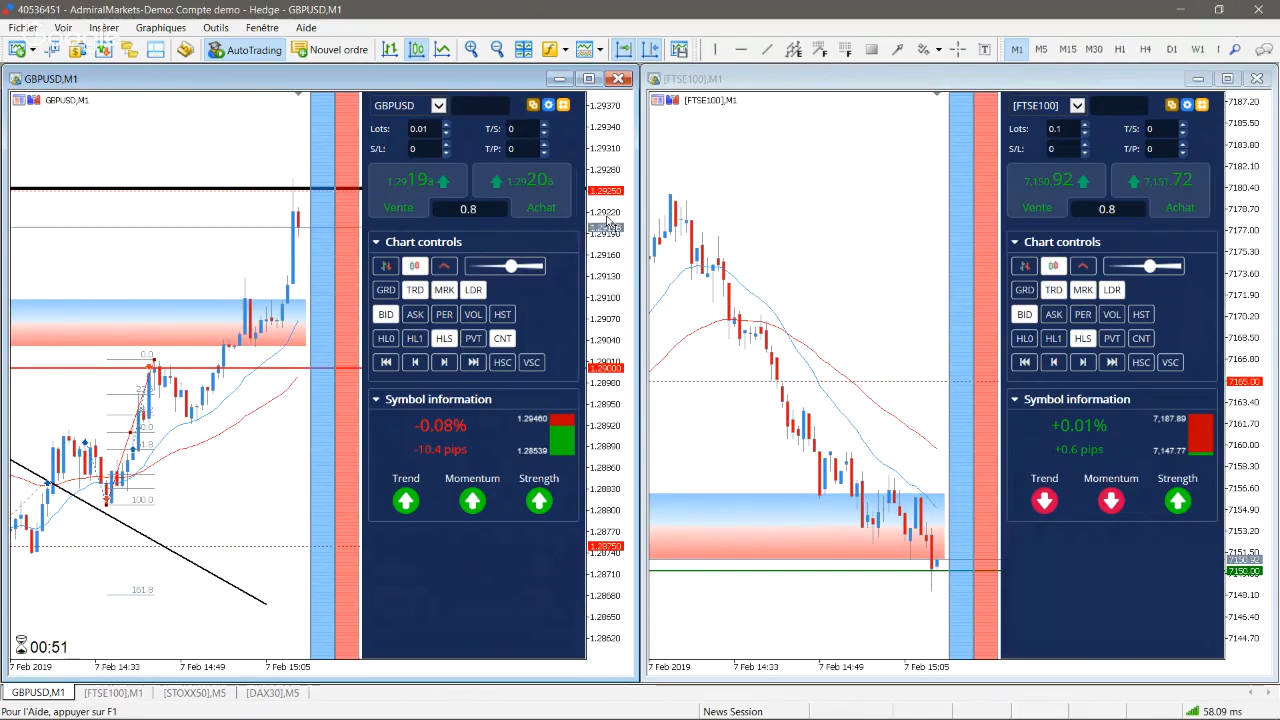 40536451 - AdmiralMarkets-Demo: Compte demo - Hedge - GBPUSD,M1
Fichier Voir Insérer Graphiques Outils Fenêtre Aide
AutoTrading Nouvel ordre M1 M5 M15 M30 H1 H4 D1 W1
GBPUSD,M1
GBPUSD,M1
GBPUSD
Lots: 0.01 T/S: 0
S/L: 0 T/P: 0
1.29198 1.29206
Vente 0.8 Achat
Chart controls
GRD TRD MRK LDR
BID ASK PER VOL HST
HL0 HL1 HLS PVT CNT
HSC VSC
Symbol information
-0.08% 1.29460
-10.4 pips 1.28539
Trend Momentum Strength
0.0
100.0
161.8
00:51
1.29370
1.29340
1.29310
1.29280
1.29250
1.29220
1.29190
1.29160
1.29130
1.29100
1.29070
1.29040
1.29010
1.29000
1.28980
1.28950
1.28920
1.28890
1.28860
1.28830
1.28800
1.28770
1.28750
1.28740
1.28710
1.28680
1.28650
1.28620
7 Feb 2019 7 Feb 14:33 7 Feb 14:49 7 Feb 15:05
[FTSE100],M1
[FTSE100],M1
[FTSE100]
Lots: 0.1 T/S: 0
S/L: 0 T/P: 0
7,150.92 7,151.72
Vente 0.8 Achat
Chart controls
GRD TRD MRK LDR
BID ASK PER VOL HST
HL0 HL1 HLS PVT CNT
HSC VSC
Symbol information
+0.01% 7,187.89
+0.6 pips 7,147.77
Trend Momentum Strength
7187.20
7185.50
7183.80
7182.10
7180.40
7178.70
7177.00
7175.30
7173.60
7171.90
7170.20
7168.50
7166.80
7165.00
7163.40
7161.70
7160.00
7158.30
7156.60
7154.90
7153.20
7151.50
7150.92
7150.00
7148.10
7146.40
7144.70
7 Feb 2019 7 Feb 14:33 7 Feb 14:49 7 Feb 15:05
GBPUSD,M1 [FTSE100],M1 [STOXX50],M5 [DAX30],M5
Pour l'Aide, appuyer sur F1 News Session 58.09 ms